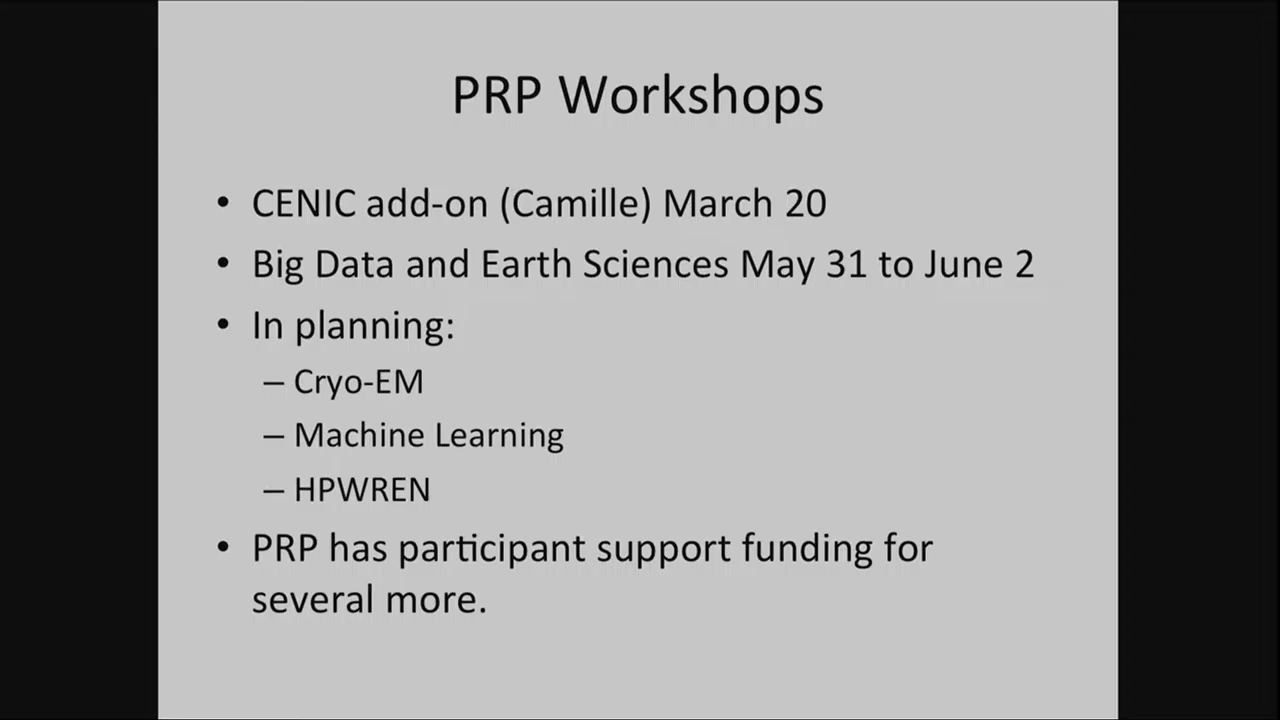 PRP Workshops
• CENIC add-on (Camille) March 20
• Big Data and Earth Sciences May 31 to June 2
• In planning:
– Cryo-EM
– Machine Learning
– HPWREN
• PRP has participant support funding for
several more.